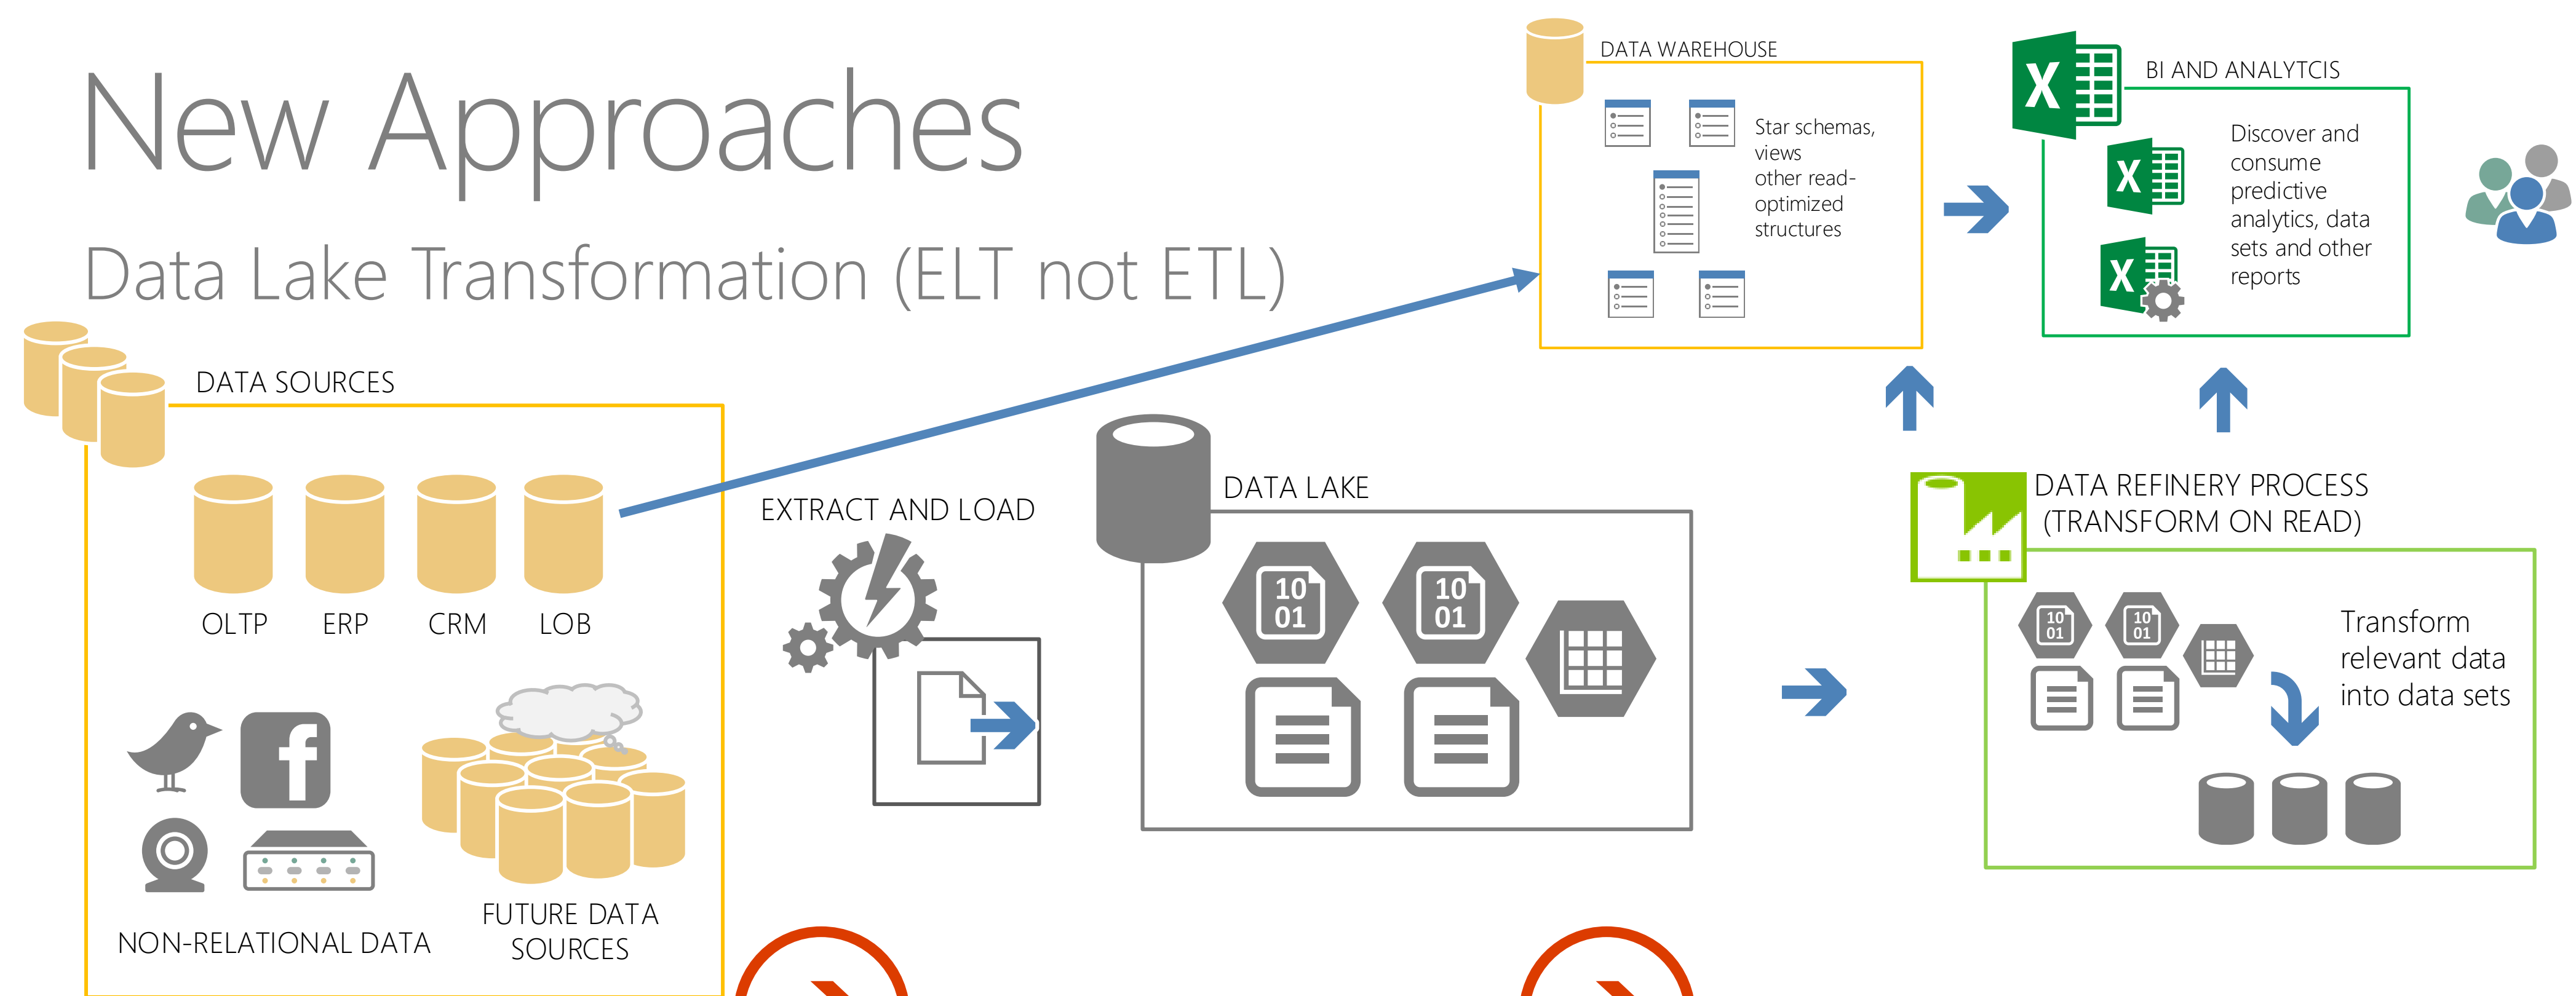 New Approaches
Data Lake Transformation (ELT not ETL)
DATA SOURCES
OLTP
ERP
CRM
LOB
NON-RELATIONAL DATA
FUTURE DATA
SOURCES
EXTRACT AND LOAD
DATA LAKE
10
01
10
01
DATA WAREHOUSE
Star schemas,
views
other read-
optimized
structures
BI AND ANALYTCIS
Discover and
consume
predictive
analytics, data
sets and other
reports
DATA REFINERY PROCESS
(TRANSFORM ON READ)
10
01
10
01
Transform
relevant data
into data sets